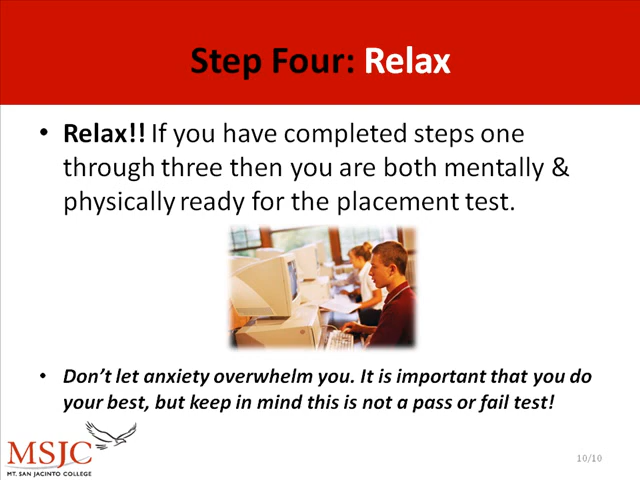 Step Four: Relax
• Relax!! If you have completed steps one
through three then you are both mentally &
physically ready for the placement test.
• Don't let anxiety overwhelm you. It is important that you do
your best, but keep in mind this is not a pass or fail test!
MSJC
MT. SAN JACINTO COLLEGE
10/10